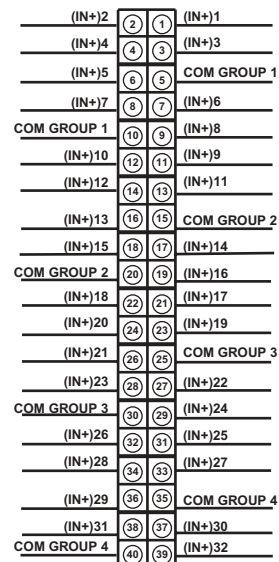 (IN+)2 2 1 (IN+)1
(IN+)4 4 3 (IN+)3
(IN+)5 6 5 COM GROUP 1
(IN+)7 8 7 (IN+)6
COM GROUP 1 10 9 (IN+)8
(IN+)10 12 11 (IN+)9
(IN+)12 14 13 (IN+)11
(IN+)13 16 15 COM GROUP 2
(IN+)15 18 17 (IN+)14
COM GROUP 2 20 19 (IN+)16
(IN+)18 22 21 (IN+)17
(IN+)20 24 23 (IN+)19
(IN+)21 26 25 COM GROUP 3
(IN+)23 28 27 (IN+)22
COM GROUP 3 30 29 (IN+)24
(IN+)26 32 31 (IN+)25
(IN+)28 34 33 (IN+)27
(IN+)29 36 35 COM GROUP 4
(IN+)31 38 37 (IN+)30
COM GROUP 4 40 39 (IN+)32